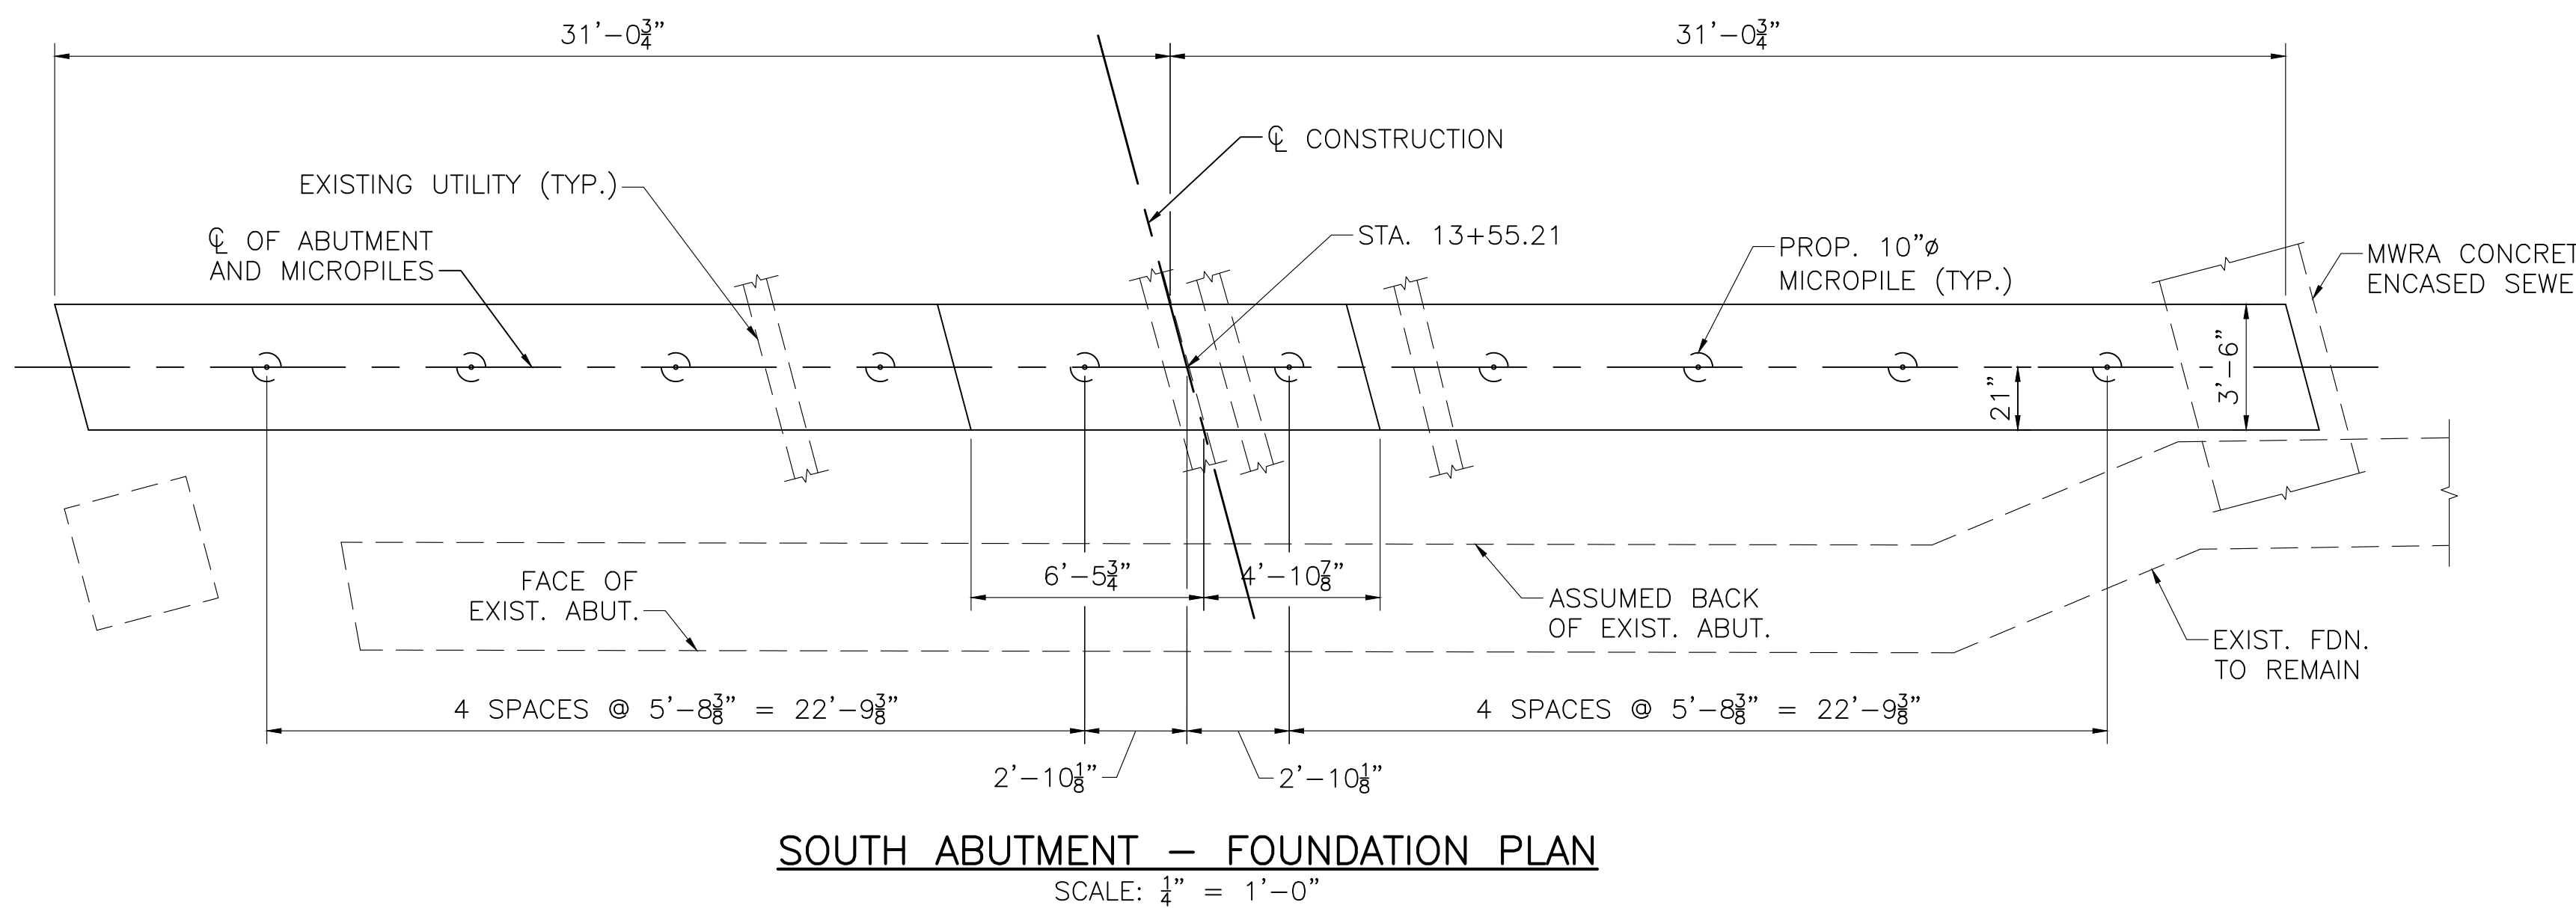 31'-0¾" 31'-0¾"
℄ CONSTRUCTION
EXISTING UTILITY (TYP.)
℄ OF ABUTMENT
AND MICROPILES
STA. 13+55.21
PROP. 10"ø
MICROPILE (TYP.)
MWRA CONCRET
ENCASED SEWE
21"
3'-6"
FACE OF
EXIST. ABUT.
6'-5¾" 4'-10⅞"
ASSUMED BACK
OF EXIST. ABUT.
EXIST. FDN.
TO REMAIN
4 SPACES @ 5'-8⅜" = 22'-9⅜" 4 SPACES @ 5'-8⅜" = 22'-9⅜"
2'-10⅛" 2'-10⅛"
SOUTH ABUTMENT – FOUNDATION PLAN
SCALE: ¼" = 1'-0"